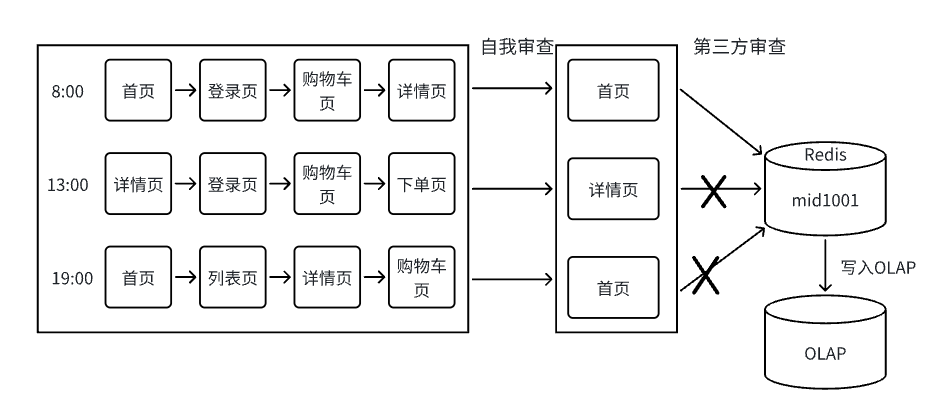 自我审查
第三方审查
8:00
首页
登录页
购物车
页
详情页
首页
13:00
详情页
登录页
购物车
页
下单页
详情页
19:00
首页
列表页
详情页
购物车
页
首页
Redis
mid1001
写入OLAP
OLAP